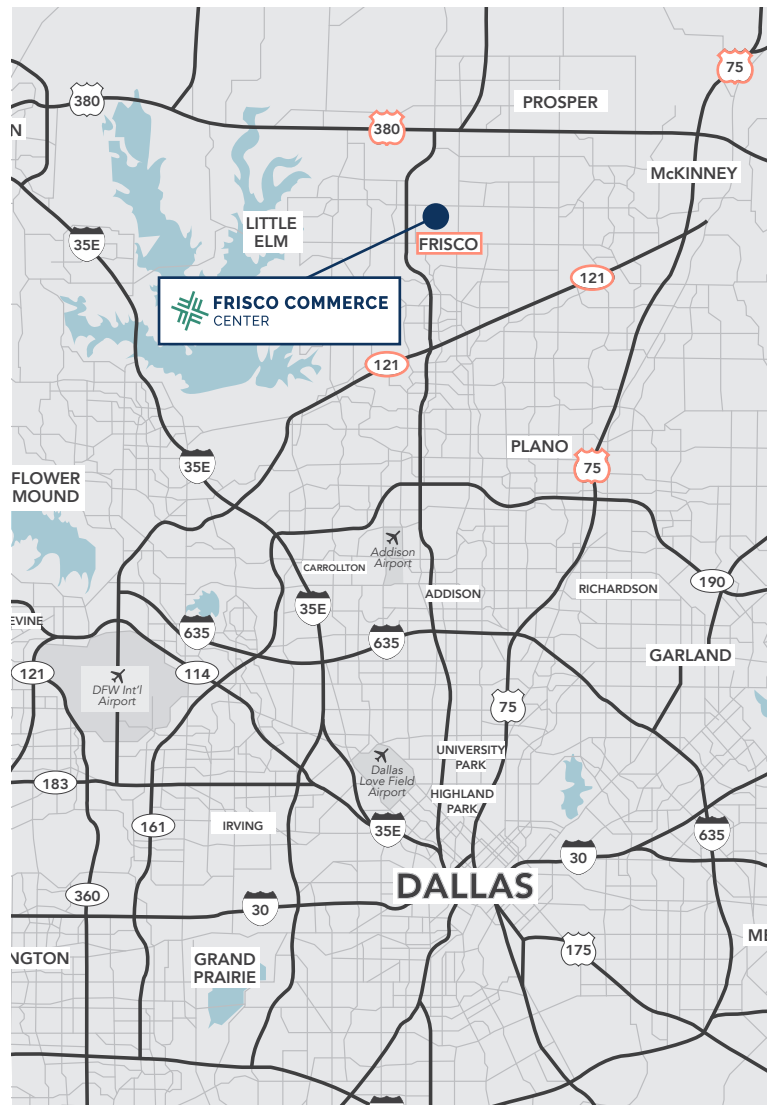 75
380
PROSPER
380
N
McKINNEY
LITTLE
ELM
35E
FRISCO
121
FRISCO COMMERCE
CENTER
121
PLANO
35E
75
FLOWER
MOUND
Addison
Airport
CARROLLTON
190
RICHARDSON
ADDISON
35E
EVINE
635
635
GARLAND
121
114
DFW Int'l
Airport
75
UNIVERSITY
PARK
Dallas
Love Field
Airport
183
HIGHLAND
PARK
161
IRVING
35E
635
30
DALLAS
360
30
ME
175
NGTON
GRAND
PRAIRIE